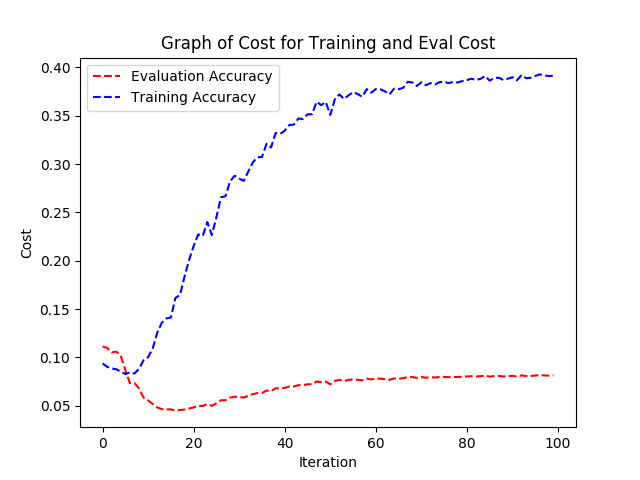 Graph of Cost for Training and Eval Cost
Evaluation Accuracy
Training Accuracy
0.40
0.35
0.30
0.25
0.20
0.15
0.10
0.05
Cost
0 20 40 60 80 100
Iteration